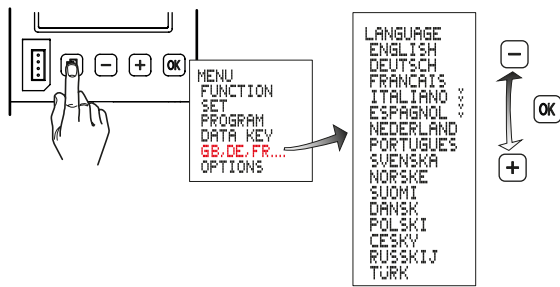 OK
MENU
FUNCTION
SET
PROGRAM
DATA KEY
GB,DE,FR....
OPTIONS
LANGUAGE
ENGLISH
DEUTSCH
FRANCAIS
ITALIANO
ESPAGNOL
NEDERLAND
PORTUGUES
SVENSKA
NORSKE
SUOMI
DANSK
POLSKI
CESKY
RUSSKIJ
TURK
OK